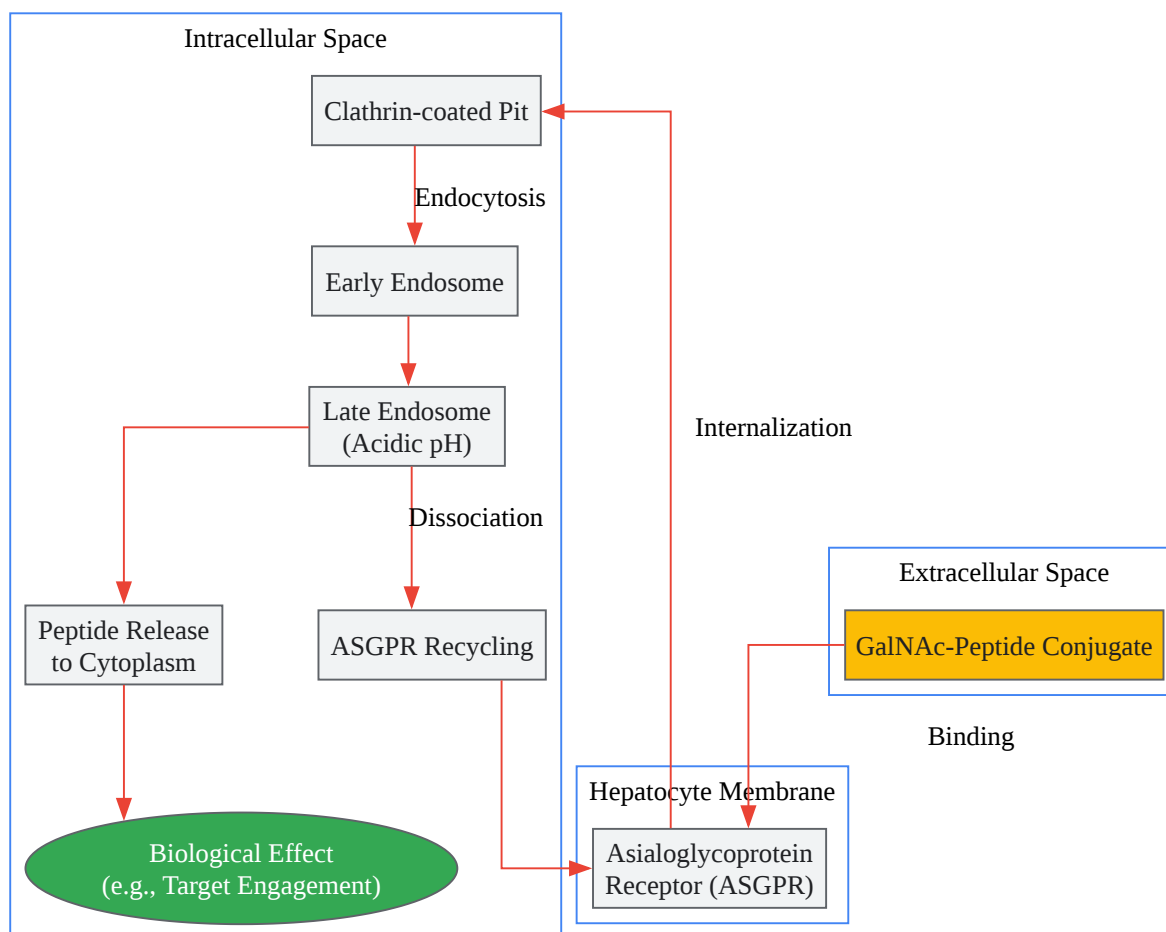 Intracellular Space
Clathrin-coated Pit
Endocytosis
Early Endosome
Late Endosome
(Acidic pH)
Internalization
Dissociation
Extracellular Space
GalNAc-Peptide Conjugate
Peptide Release
to Cytoplasm
ASGPR Recycling
Binding
Hepatocyte Membrane
Asialoglycoprotein
Receptor (ASGPR)
Biological Effect
(e.g., Target Engagement)